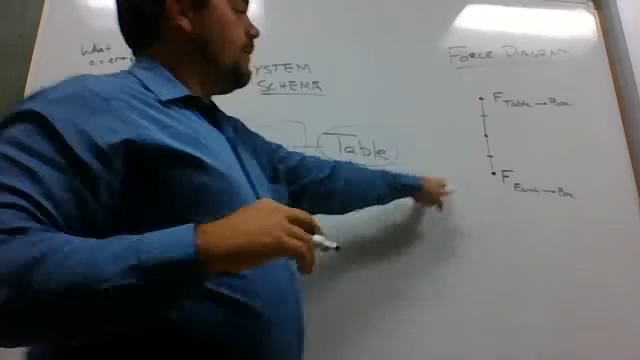 What
SYSTEM
SCHEMA
Table
FORCE DIAGRAM
F Table → Box
F Earth → Box